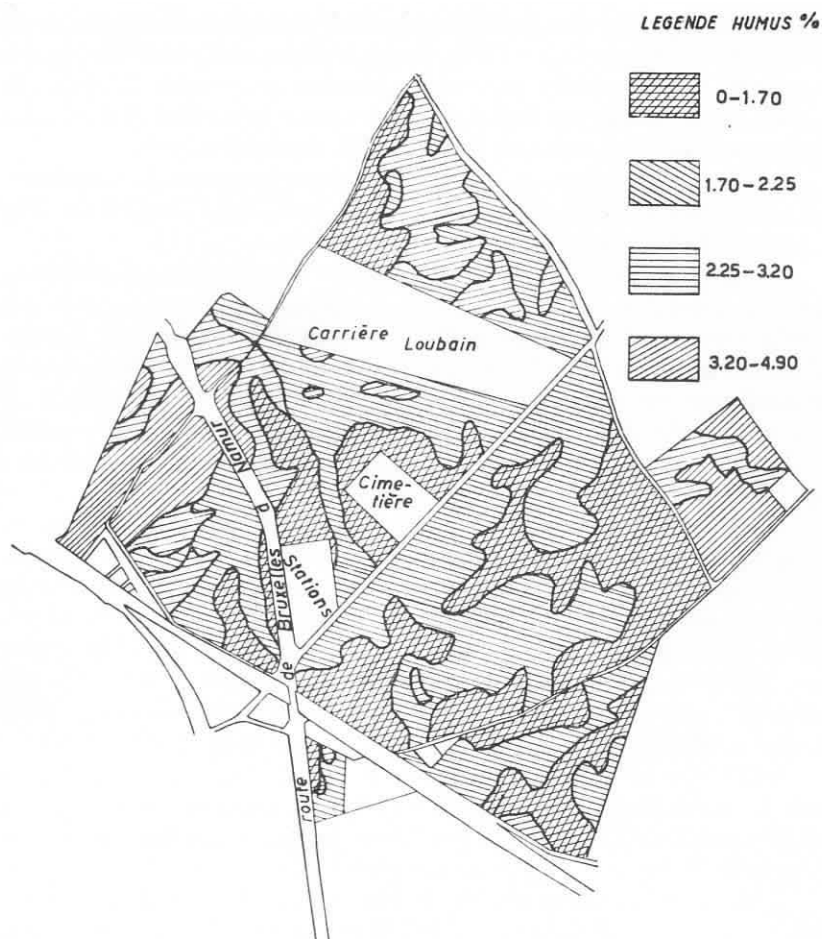 LEGENDE HUMUS %
0-1.70
1.70-2.25
2.25-3.20
3.20-4.90
Carrière Loubain
Cime-
tière
Stations
route de Bruxelles à Namur